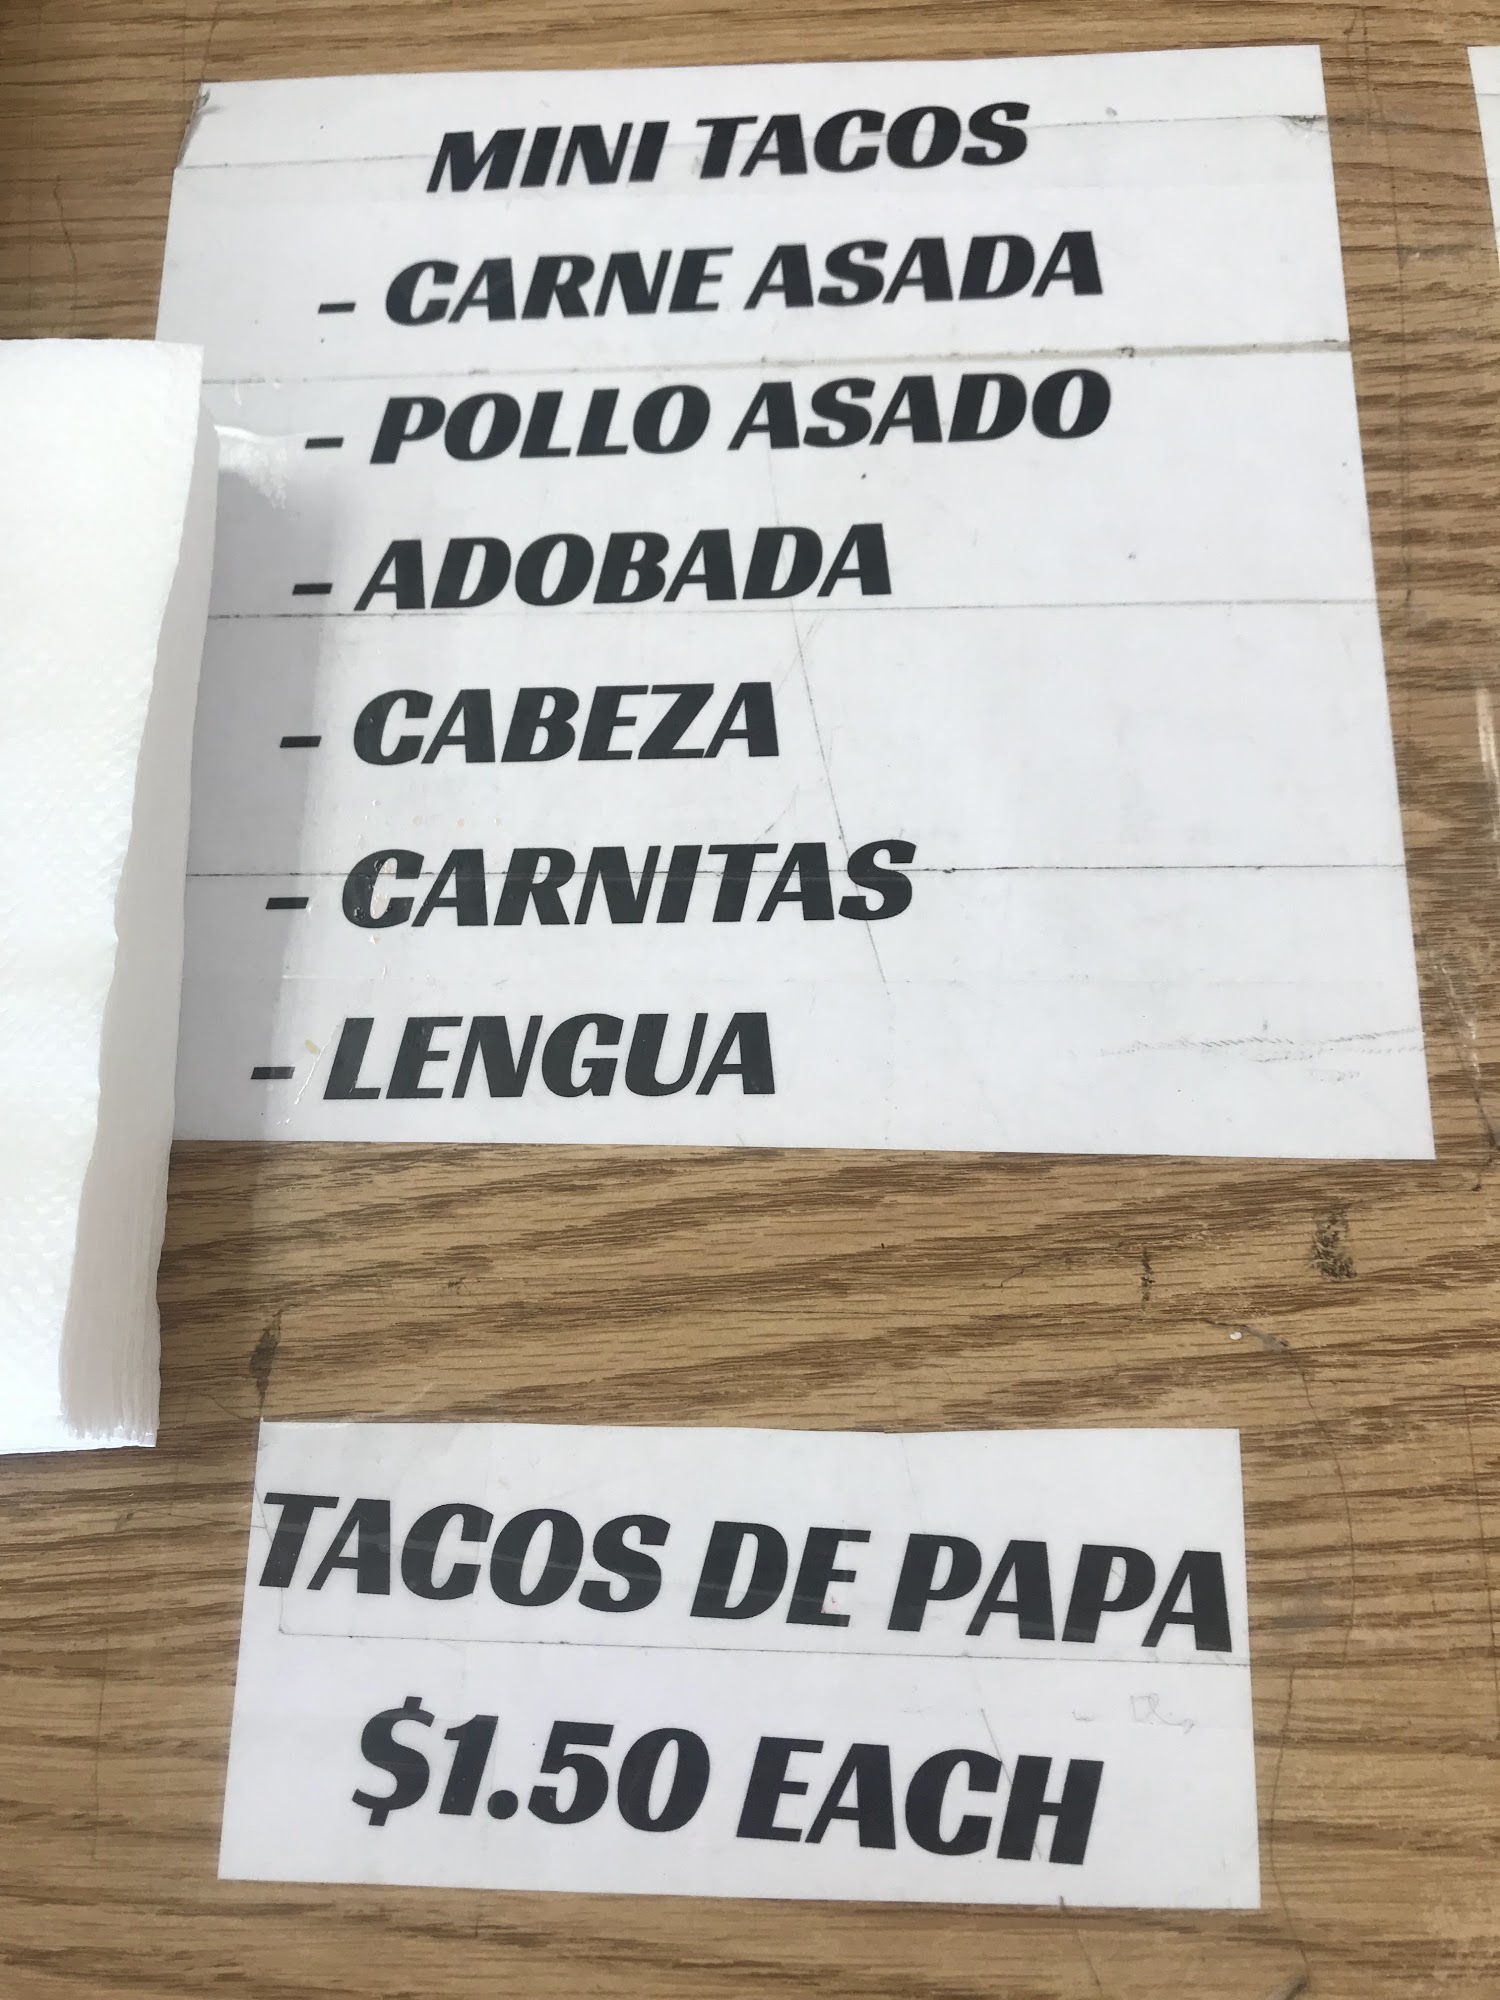 MINI TACOS
- CARNE ASADA
- POLLO ASADO
- ADOBADA
- CABEZA
- CARNITAS
- LENGUA
TACOS DE PAPA
$1.50 EACH